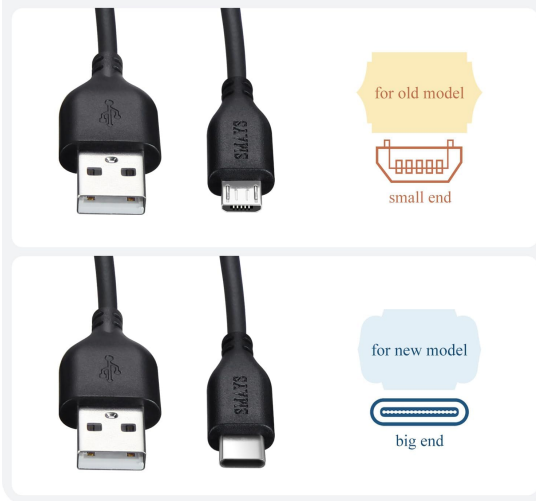 SMAYS
for old model
small end
SMAYS
for new model
big end